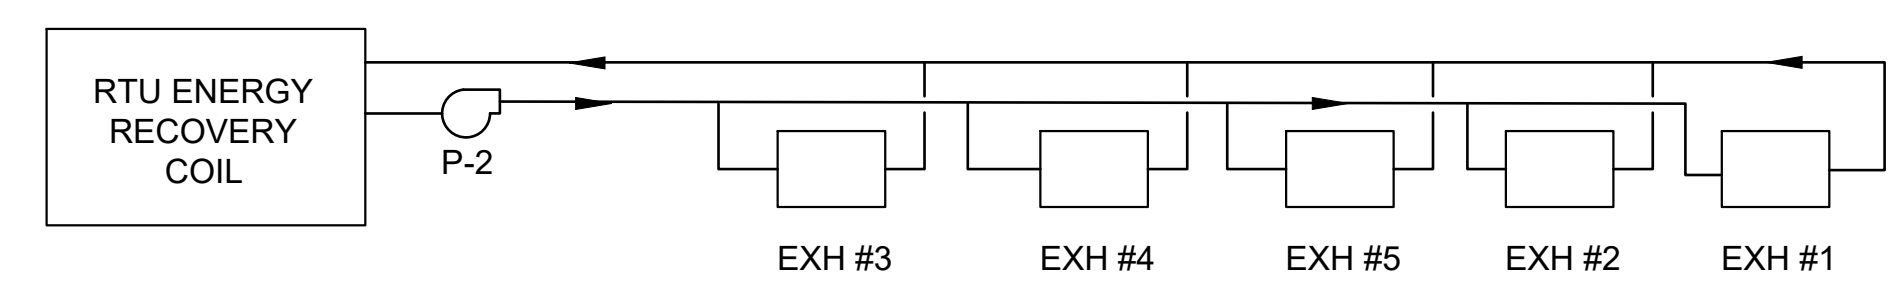 RTU ENERGY
RECOVERY
COIL
P-2
EXH #3
EXH #4
EXH #5
EXH #2
EXH #1